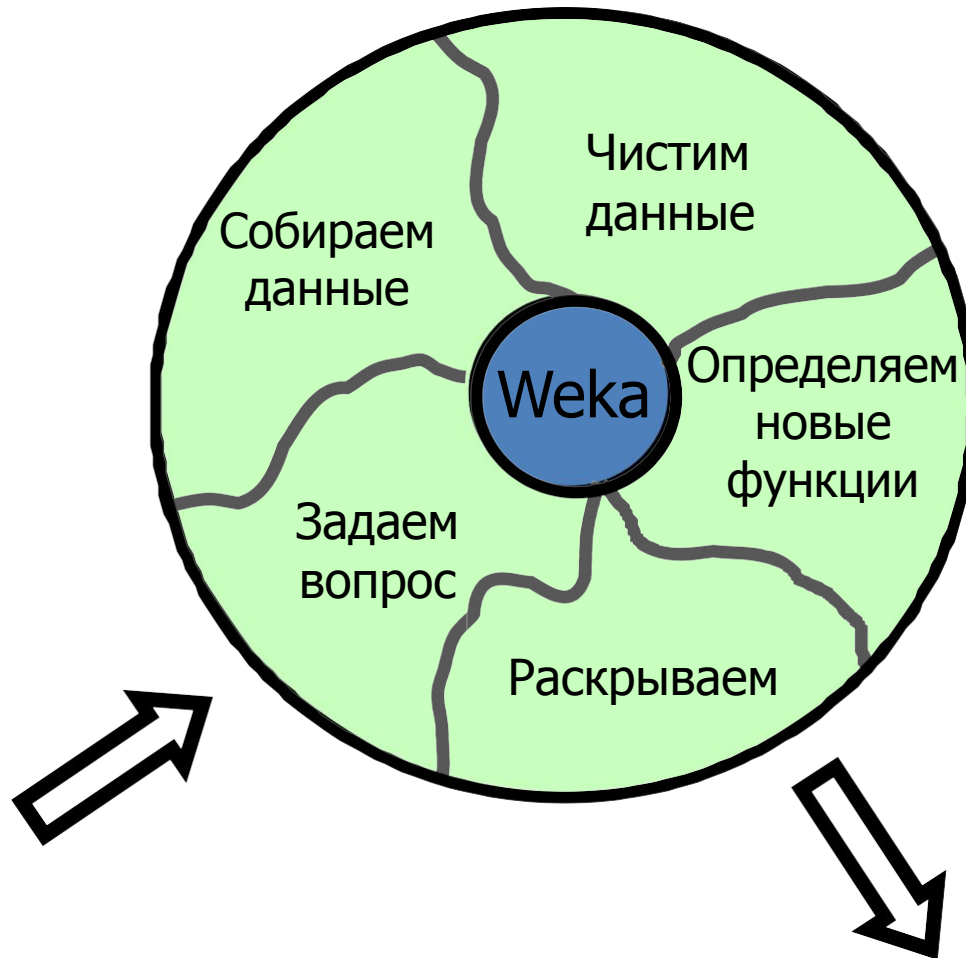 Чистим
данные
Собираем
данные
Weka
Определяем
новые
функции
Задаем
вопрос
Раскрываем